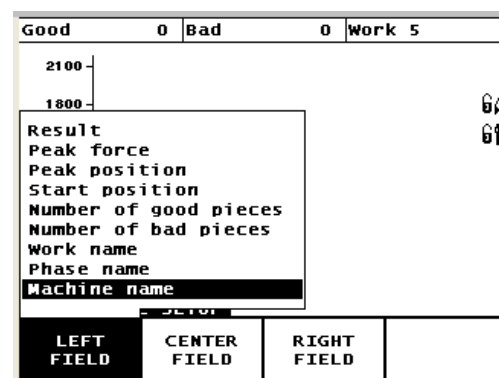 Good 0 Bad 0 Work 5
2100
1800
Result
Peak force
Peak position
Start position
Number of good pieces
Number of bad pieces
Work name
Phase name
Machine name
LEFT FIELD
CENTER FIELD
RIGHT FIELD